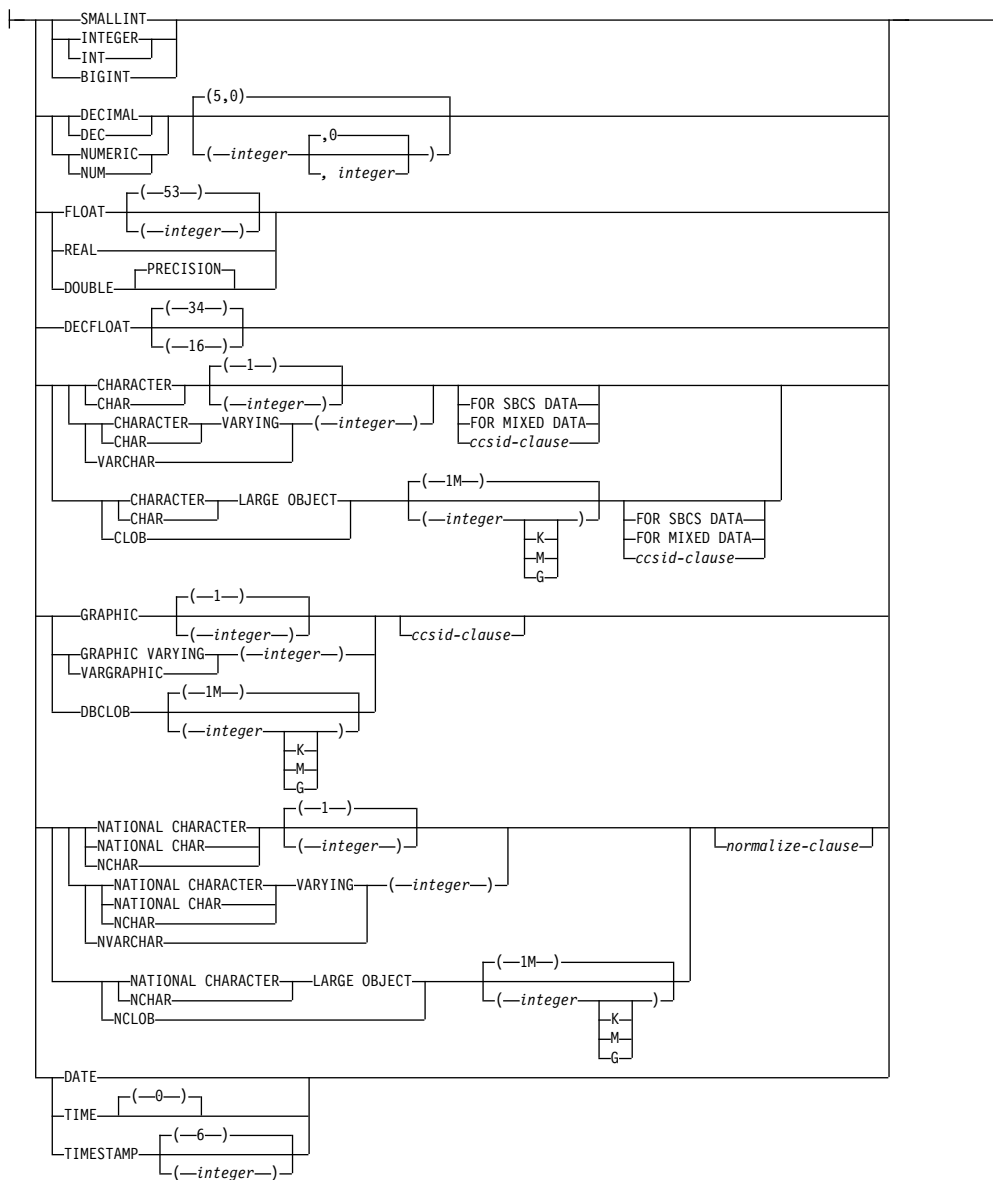 SMALLINT
INTEGER
INT
BIGINT
(5,0)
DECIMAL
DEC
,0
NUMERIC
( integer )
NUM
, integer
( 53 )
FLOAT
( integer )
REAL
PRECISION
DOUBLE
( 34 )
DECFLOAT
( 16 )
( 1 )
CHARACTER
CHAR
( integer )
FOR SBCS DATA
CHARACTER VARYING ( integer )
FOR MIXED DATA
CHAR
ccsid-clause
VARCHAR
( 1M )
CHARACTER LARGE OBJECT
CHAR
( integer )
FOR SBCS DATA
CLOB
K
FOR MIXED DATA
M
ccsid-clause
G
( 1 )
GRAPHIC
( integer )
ccsid-clause
GRAPHIC VARYING ( integer )
VARGRAPHIC
( 1M )
DBCLOB
( integer )
K
M
G
( 1 )
NATIONAL CHARACTER
NATIONAL CHAR
( integer )
normalize-clause
NCHAR
NATIONAL CHARACTER VARYING ( integer )
NATIONAL CHAR
NCHAR
NVARCHAR
( 1M )
NATIONAL CHARACTER LARGE OBJECT
NCHAR
( integer )
NCLOB
K
M
G
DATE
( 0 )
TIME
( 6 )
TIMESTAMP
( integer )